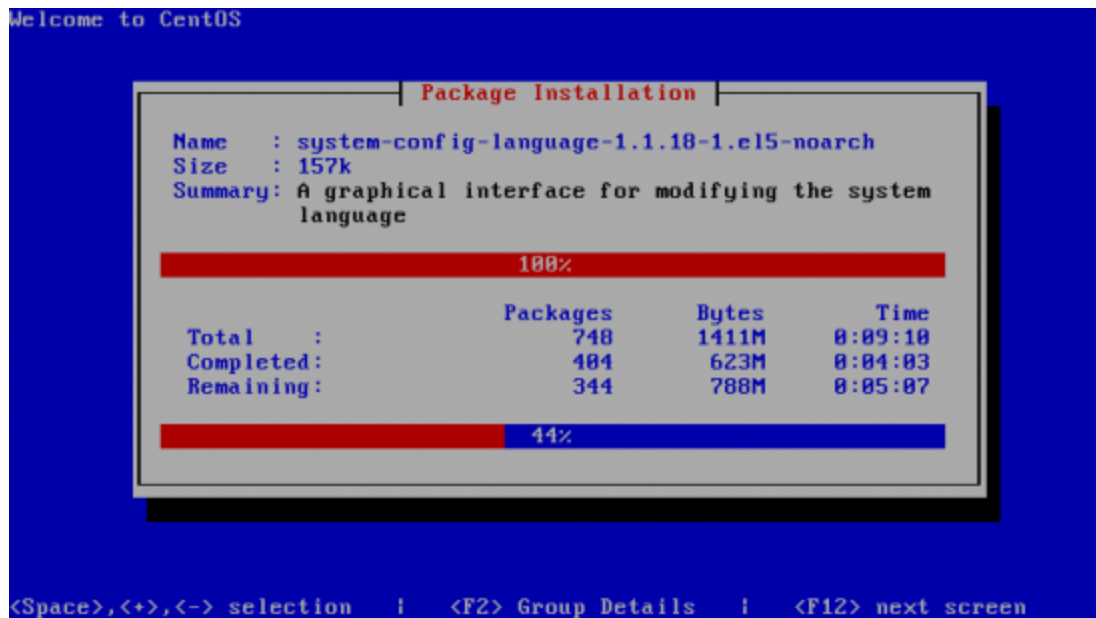 Welcome to CentOS
Package Installation
Name : system-config-language-1.1.18-1.el5-noarch
Size : 157k
Summary: A graphical interface for modifying the system
language
100%
Packages Bytes Time
Total : 748 1411M 0:09:10
Completed: 404 623M 0:04:03
Remaining: 344 788M 0:05:07
44%
<Space>,<+>,<-> selection | <F2> Group Details | <F12> next screen